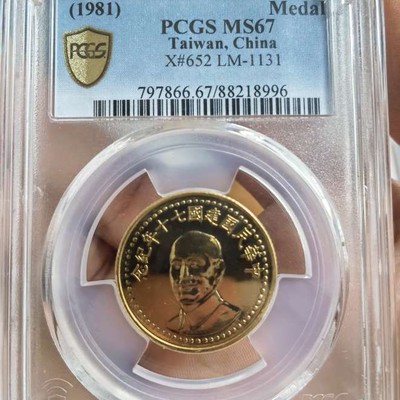 (1981) Medal
PCGS MS67
Taiwan, China
X#652 LM-1131
797866.67/88218996
PCGS
中華民國建國七十年紀念